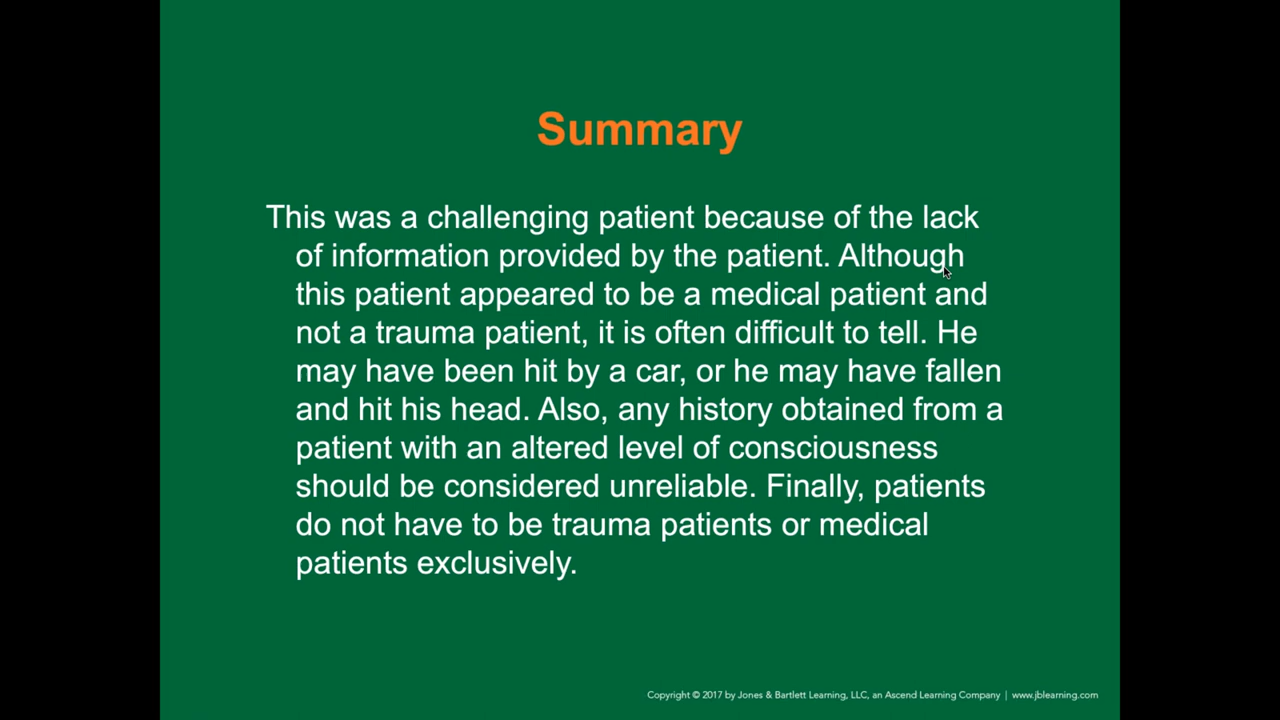 Summary
This was a challenging patient because of the lack
of information provided by the patient. Although
this patient appeared to be a medical patient and
not a trauma patient, it is often difficult to tell. He
may have been hit by a car, or he may have fallen
and hit his head. Also, any history obtained from a
patient with an altered level of consciousness
should be considered unreliable. Finally, patients
do not have to be trauma patients or medical
patients exclusively.
Copyright © 2017 by Jones & Bartlett Learning, LLC, an Ascend Learning Company | www.jblearning.com